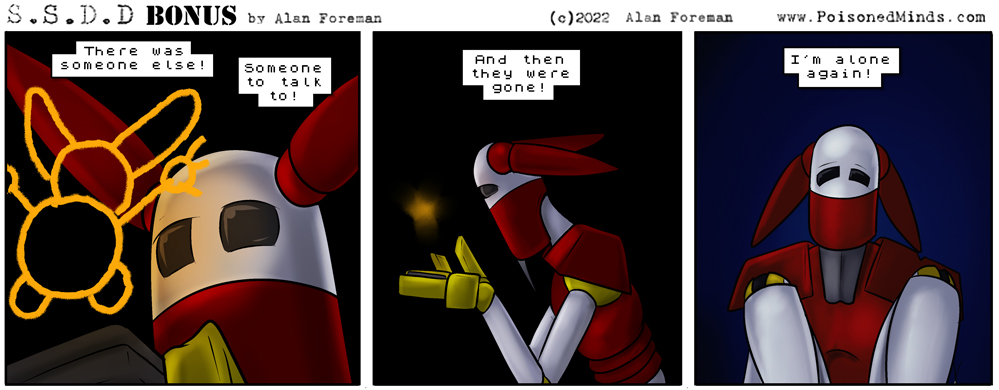 S.S.D.D BONUS by Alan Foreman (c)2022 Alan Foreman www.PoisonedMinds.com
There was
someone else!
Someone
to talk
to!
And then
they were
gone!
I'm alone
again!